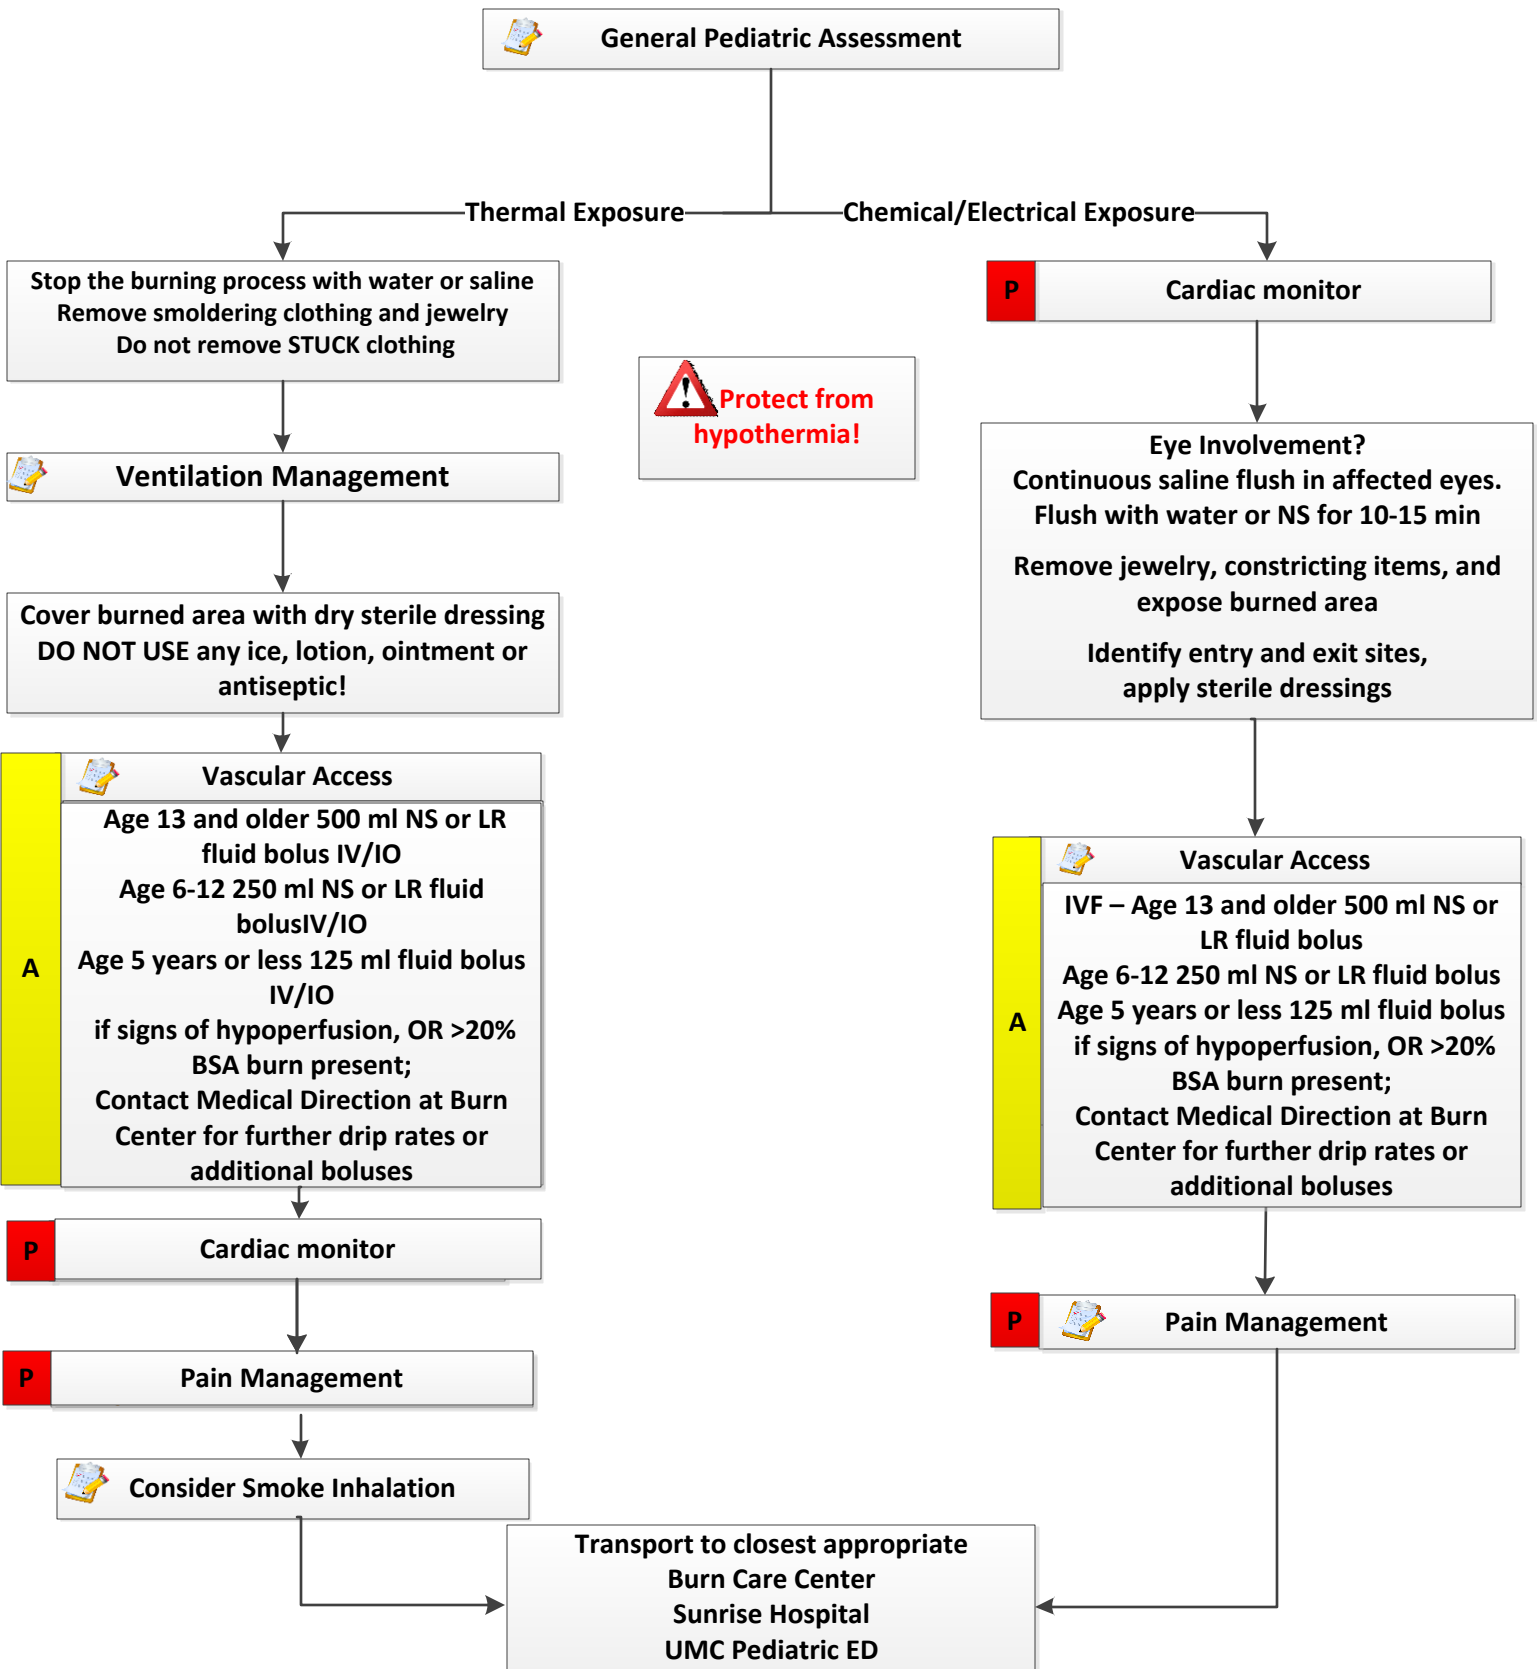 General Pediatric Assessment
Thermal Exposure
Chemical/Electrical Exposure
Stop the burning process with water or saline
Remove smoldering clothing and jewelry
Do not remove STUCK clothing
Ventilation Management
Cover burned area with dry sterile dressing
DO NOT USE any ice, lotion, ointment or
antiseptic!
A
Vascular Access
Age 13 and older 500 ml NS or LR
fluid bolus IV/IO
Age 6-12 250 ml NS or LR fluid
bolusIV/IO
Age 5 years or less 125 ml fluid bolus
IV/IO
if signs of hypoperfusion, OR >20%
BSA burn present;
Contact Medical Direction at Burn
Center for further drip rates or
additional boluses
P
Cardiac monitor
P
Pain Management
Consider Smoke Inhalation
Protect from
hypothermia!
P
Cardiac monitor
Eye Involvement?
Continuous saline flush in affected eyes.
Flush with water or NS for 10-15 min
Remove jewelry, constricting items, and
expose burned area
Identify entry and exit sites,
apply sterile dressings
A
Vascular Access
IVF – Age 13 and older 500 ml NS or
LR fluid bolus
Age 6-12 250 ml NS or LR fluid bolus
Age 5 years or less 125 ml fluid bolus
if signs of hypoperfusion, OR >20%
BSA burn present;
Contact Medical Direction at Burn
Center for further drip rates or
additional boluses
P
Pain Management
Transport to closest appropriate
Burn Care Center
Sunrise Hospital
UMC Pediatric ED